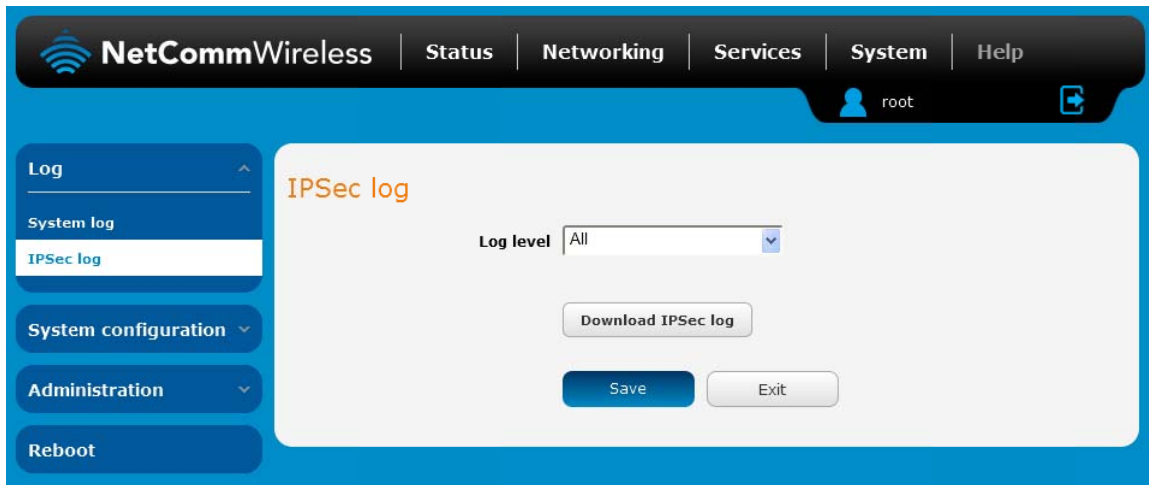 NetCommWireless Status Networking Services System Help
root
Log
System log
IPSec log
System configuration
Administration
Reboot
IPSec log
Log level All
Download IPSec log
Save Exit